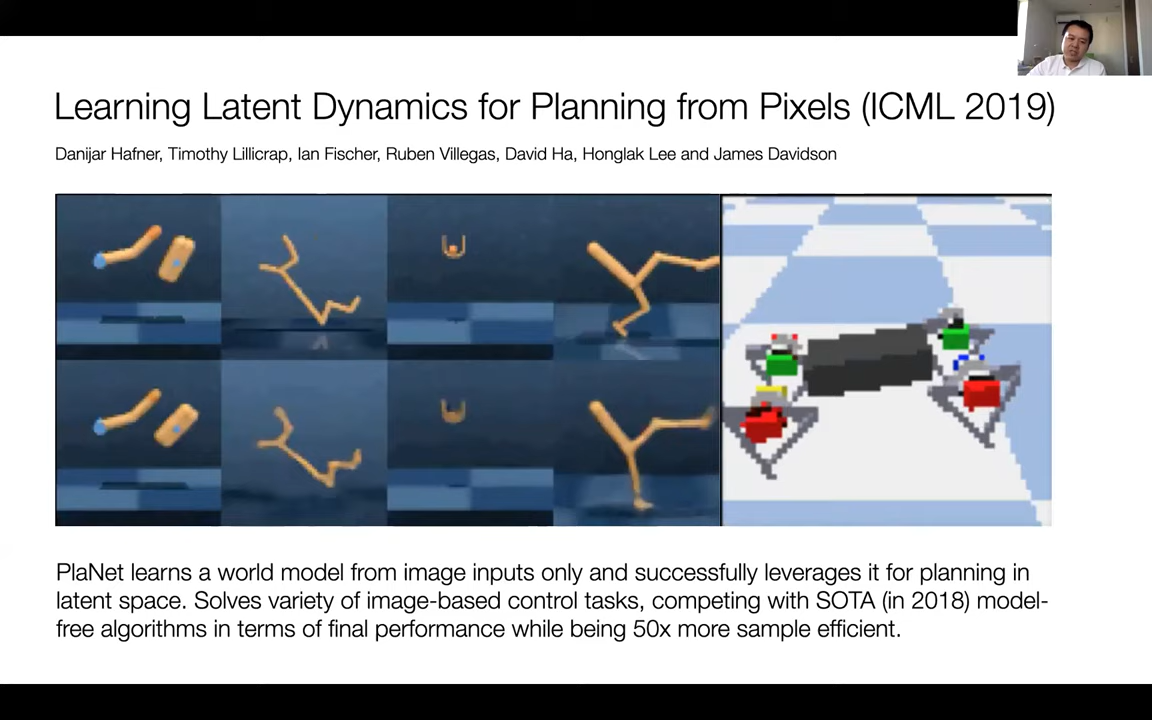 Learning Latent Dynamics for Planning from Pixels (ICML 2019)
Danijar Hafner, Timothy Lillicrap, Ian Fischer, Ruben Villegas, David Ha, Honglak Lee and James Davidson
PlaNet learns a world model from image inputs only and successfully leverages it for planning in
latent space. Solves variety of image-based control tasks, competing with SOTA (in 2018) model-
free algorithms in terms of final performance while being 50x more sample efficient.